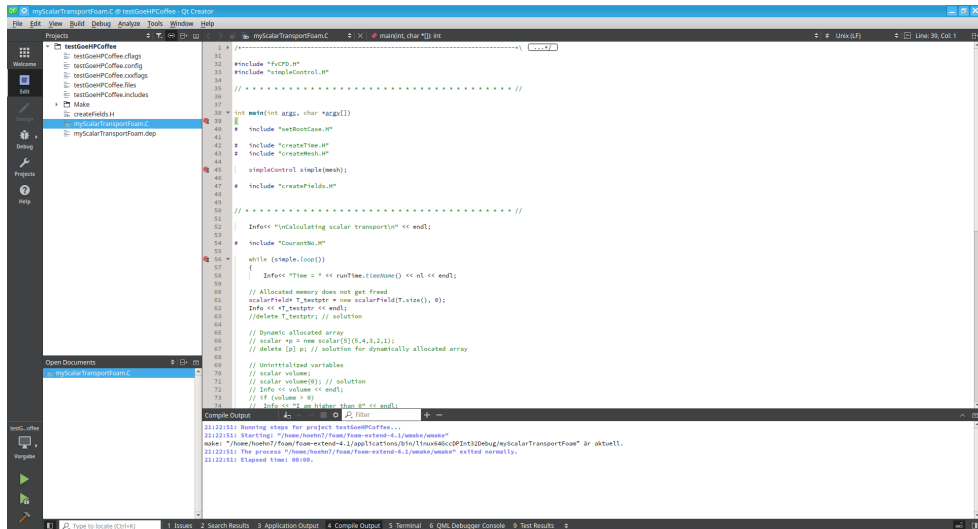 myScalarTransportFoam.C @ testGoeHPCoffee - Qt Creator
File Edit View Build Debug Analyze Tools Window Help
Projects
myScalarTransportFoam.C
main(int, char *[]): int
# Unix (LF)
Line: 39, Col: 1
Welcome
Edit
Design
Debug
Projects
Help
testGoeHPCoffee
testGoeHPCoffee.cflags
testGoeHPCoffee.config
testGoeHPCoffee.cxxflags
testGoeHPCoffee.files
testGoeHPCoffee.includes
Make
createFields.H
myScalarTransportFoam.C
myScalarTransportFoam.dep
Open Documents
myScalarTransportFoam.C
1 /*---------------------------------------------------------------------------*\ ...*/
31
32 #include "fvCFD.H"
33 #include "simpleControl.H"
34
35 // * * * * * * * * * * * * * * * * * * * * * * * * * * * * * * * * * //
36
37
38 int main(int argc, char *argv[])
39 {
40 # include "setRootCase.H"
41
42 # include "createTime.H"
43 # include "createMesh.H"
44
45 simpleControl simple(mesh);
46
47 # include "createFields.H"
48
49
50 // * * * * * * * * * * * * * * * * * * * * * * * * * * * * * * * * * //
51
52 Info<< "\nCalculating scalar transport\n" << endl;
53
54 # include "CourantNo.H"
55
56 while (simple.loop())
57 {
58 Info<< "Time = " << runTime.timeName() << nl << endl;
59
60 // Allocated memory does not get freed
61 scalarField* T_testptr = new scalarField(T.size(), 0);
62 Info << *T_testptr << endl;
63 //delete T_testptr; // solution
64
65 // Dynamic allocated array
66 // scalar *p = new scalar[5](5,4,3,2,1);
67 // delete [p] p; // solution for dynamically allocated array
68
69 // Uninitialized variables
70 // scalar volume;
71 // scalar volume(0); // solution
72 // Info << volume << endl;
73 // if (volume > 0)
74 // Info << "I am higher than 0" << endl;
Compile Output
Filter
21:22:51: Running steps for project testGoeHPCoffee...
21:22:51: Starting: "/home/hoehn7/foam/foam-extend-4.1/wmake/wmake"
make: "/home/hoehn7/foam/foam-extend-4.1/applications/bin/linux64GccDPInt32Debug/myScalarTransportFoam" är aktuell.
21:22:51: The process "/home/hoehn7/foam/foam-extend-4.1/wmake/wmake" exited normally.
21:22:51: Elapsed time: 00:00.
testG...offee
Vorgabe
Type to locate (Ctrl+K)
1 Issues 2 Search Results 3 Application Output 4 Compile Output 5 Terminal 6 QML Debugger Console 9 Test Results